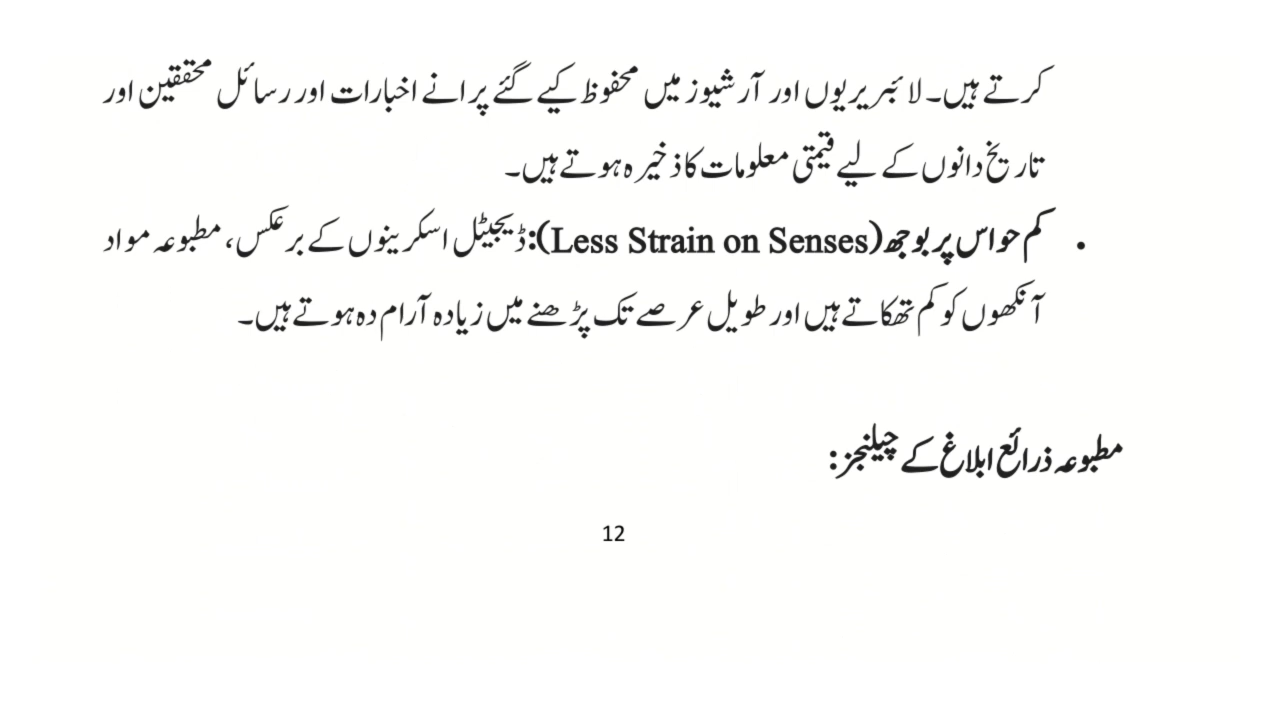 کرتے ہیں۔ لائبریریوں اور آرشیوز میں محفوظ کیے گئے پرانے اخبارات اور رسائل محققین اور
تاریخ دانوں کے لیے قیمتی معلومات کا ذخیرہ ہوتے ہیں۔
• کم حواس پر بوجھ (Less Strain on Senses): ڈیجیٹل اسکرینوں کے برعکس، مطبوعہ مواد
آنکھوں کو کم تھکاتے ہیں اور طویل عرصے تک پڑھنے میں زیادہ آرام دہ ہوتے ہیں۔
مطبوعہ ذرائع ابلاغ کے چیلنجز:
12